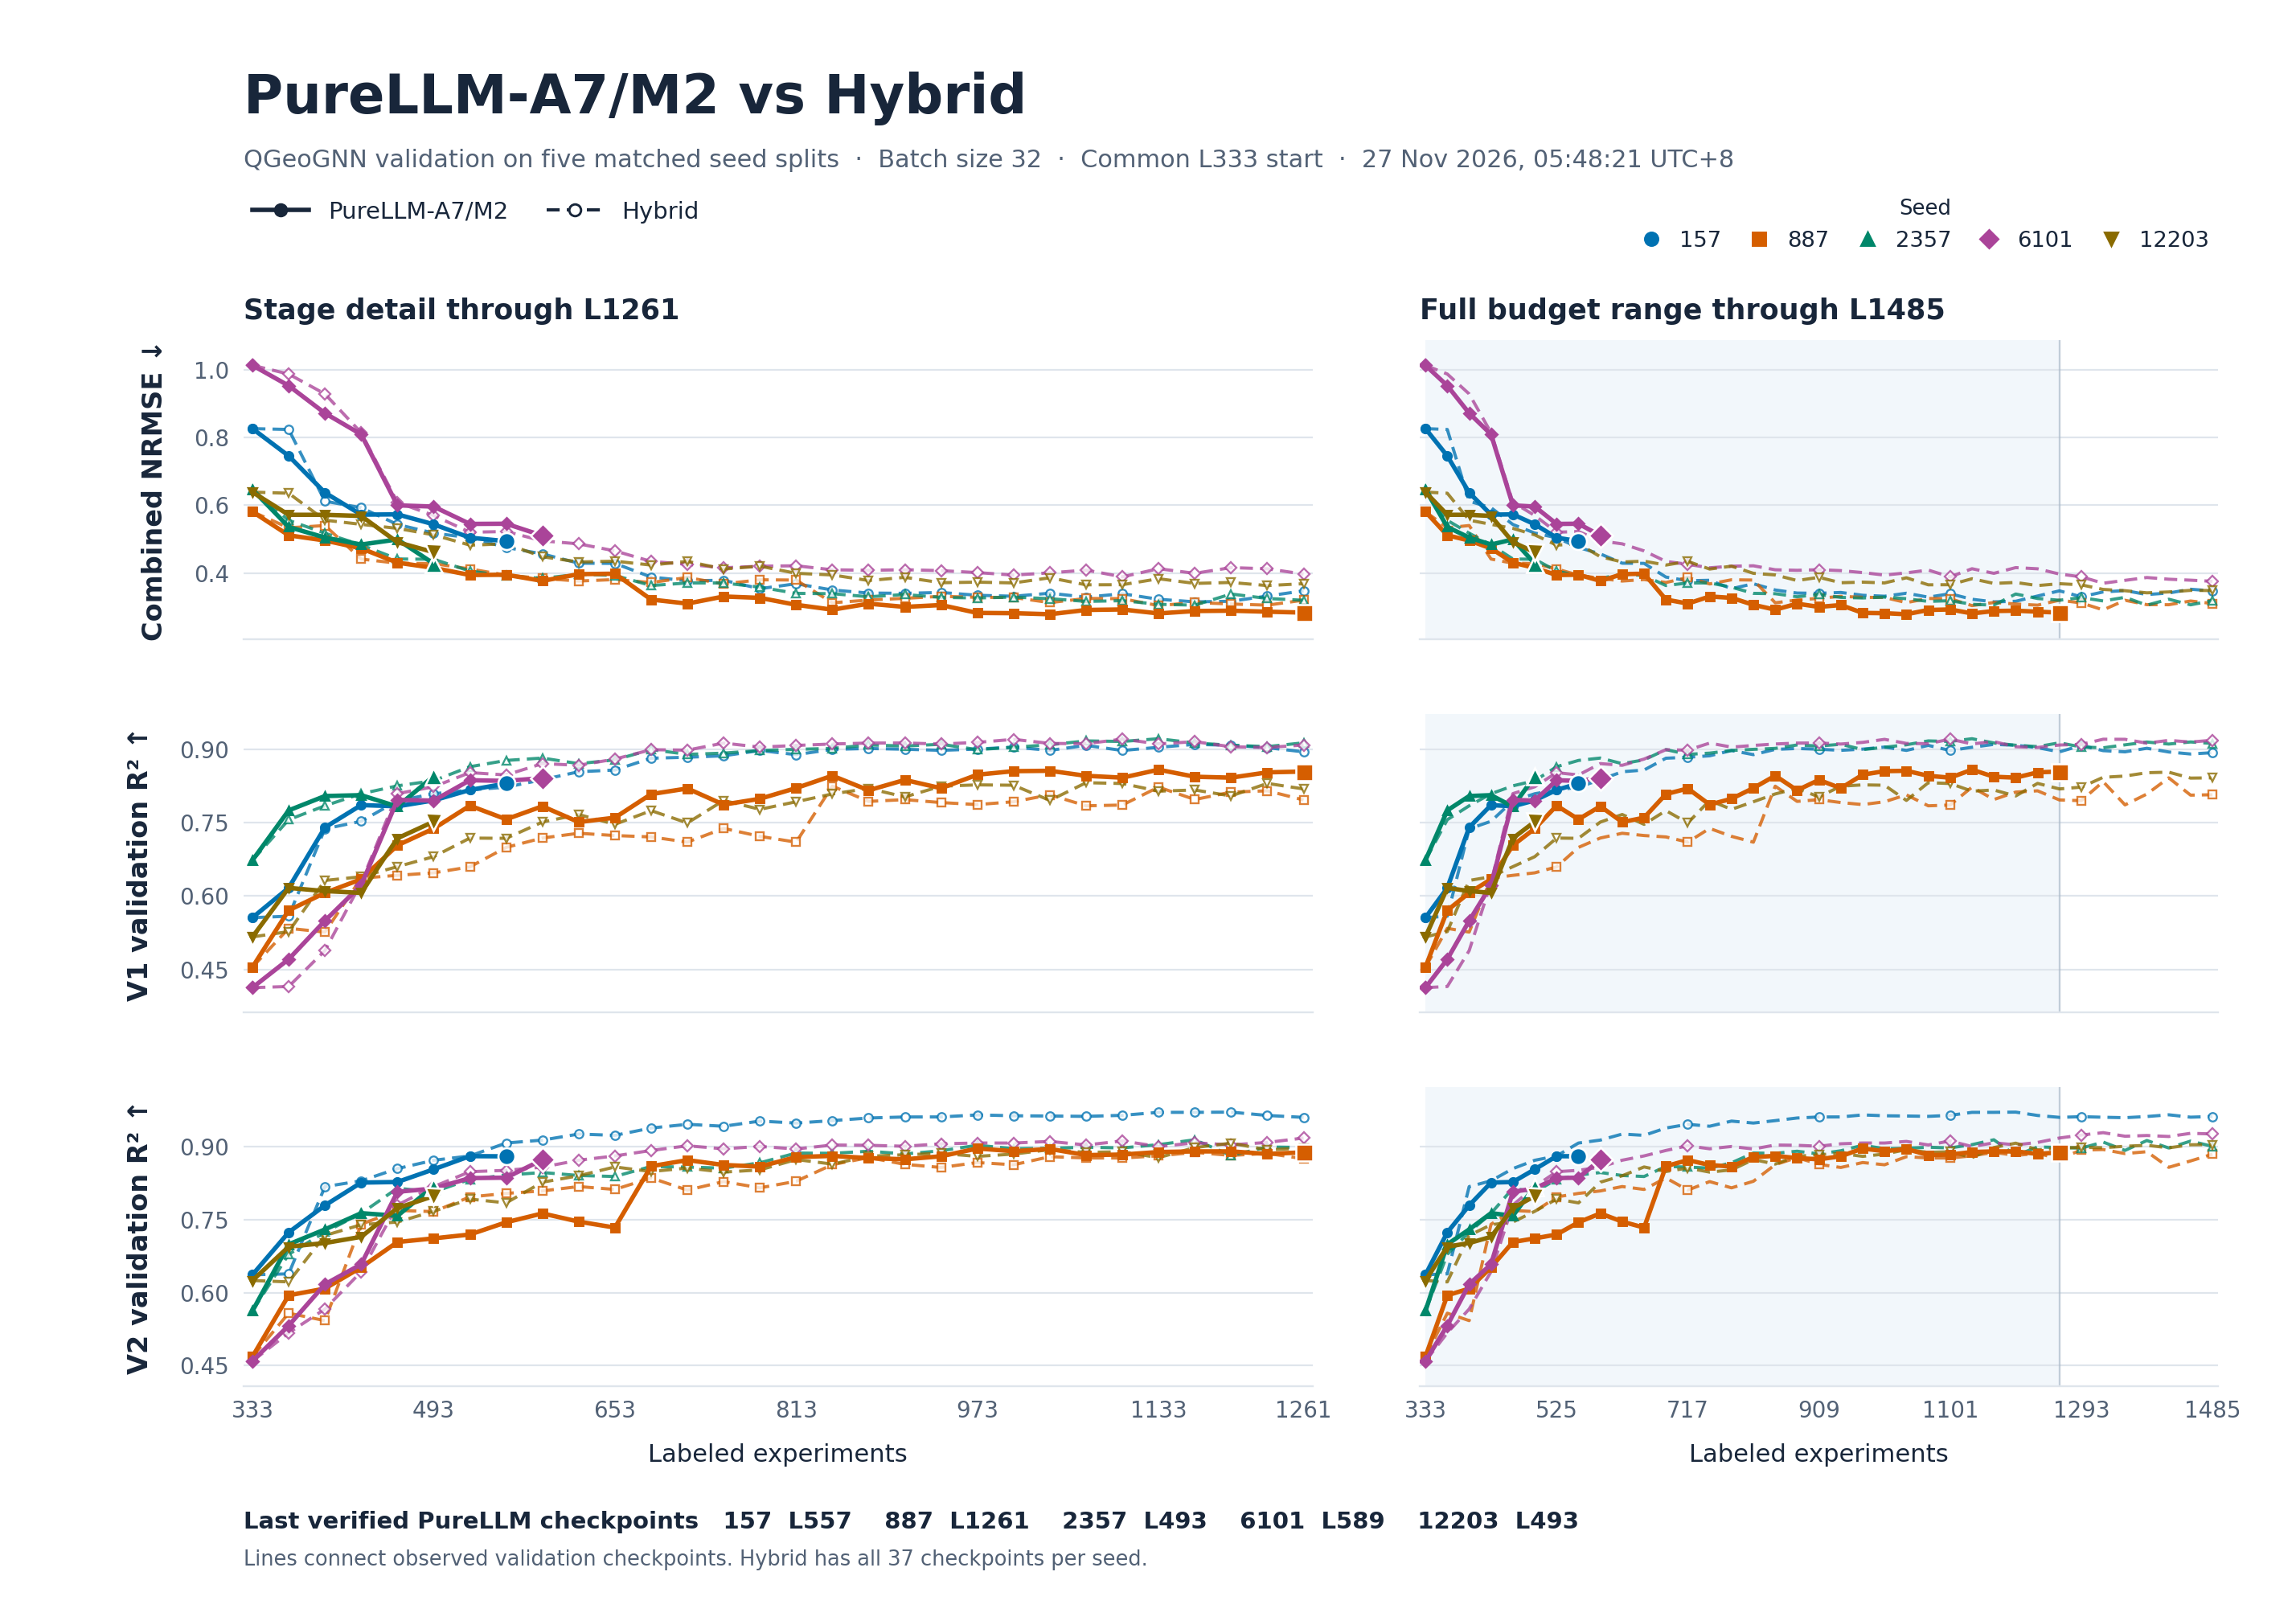 PureLLM-A7/M2 vs Hybrid
QGeoGNN validation on five matched seed splits · Batch size 32 · Common L333 start · 27 Nov 2026, 05:48:21 UTC+8
PureLLM-A7/M2 Hybrid
Seed
157 887 2357 6101 12203
Stage detail through L1261
Full budget range through L1485
Combined NRMSE ↓
1.0
0.8
0.6
0.4
V1 validation R² ↑
0.90
0.75
0.60
0.45
V2 validation R² ↑
0.90
0.75
0.60
0.45
333 493 653 813 973 1133 1261
333 525 717 909 1101 1293 1485
Labeled experiments
Labeled experiments
Last verified PureLLM checkpoints 157 L557 887 L1261 2357 L493 6101 L589 12203 L493
Lines connect observed validation checkpoints. Hybrid has all 37 checkpoints per seed.